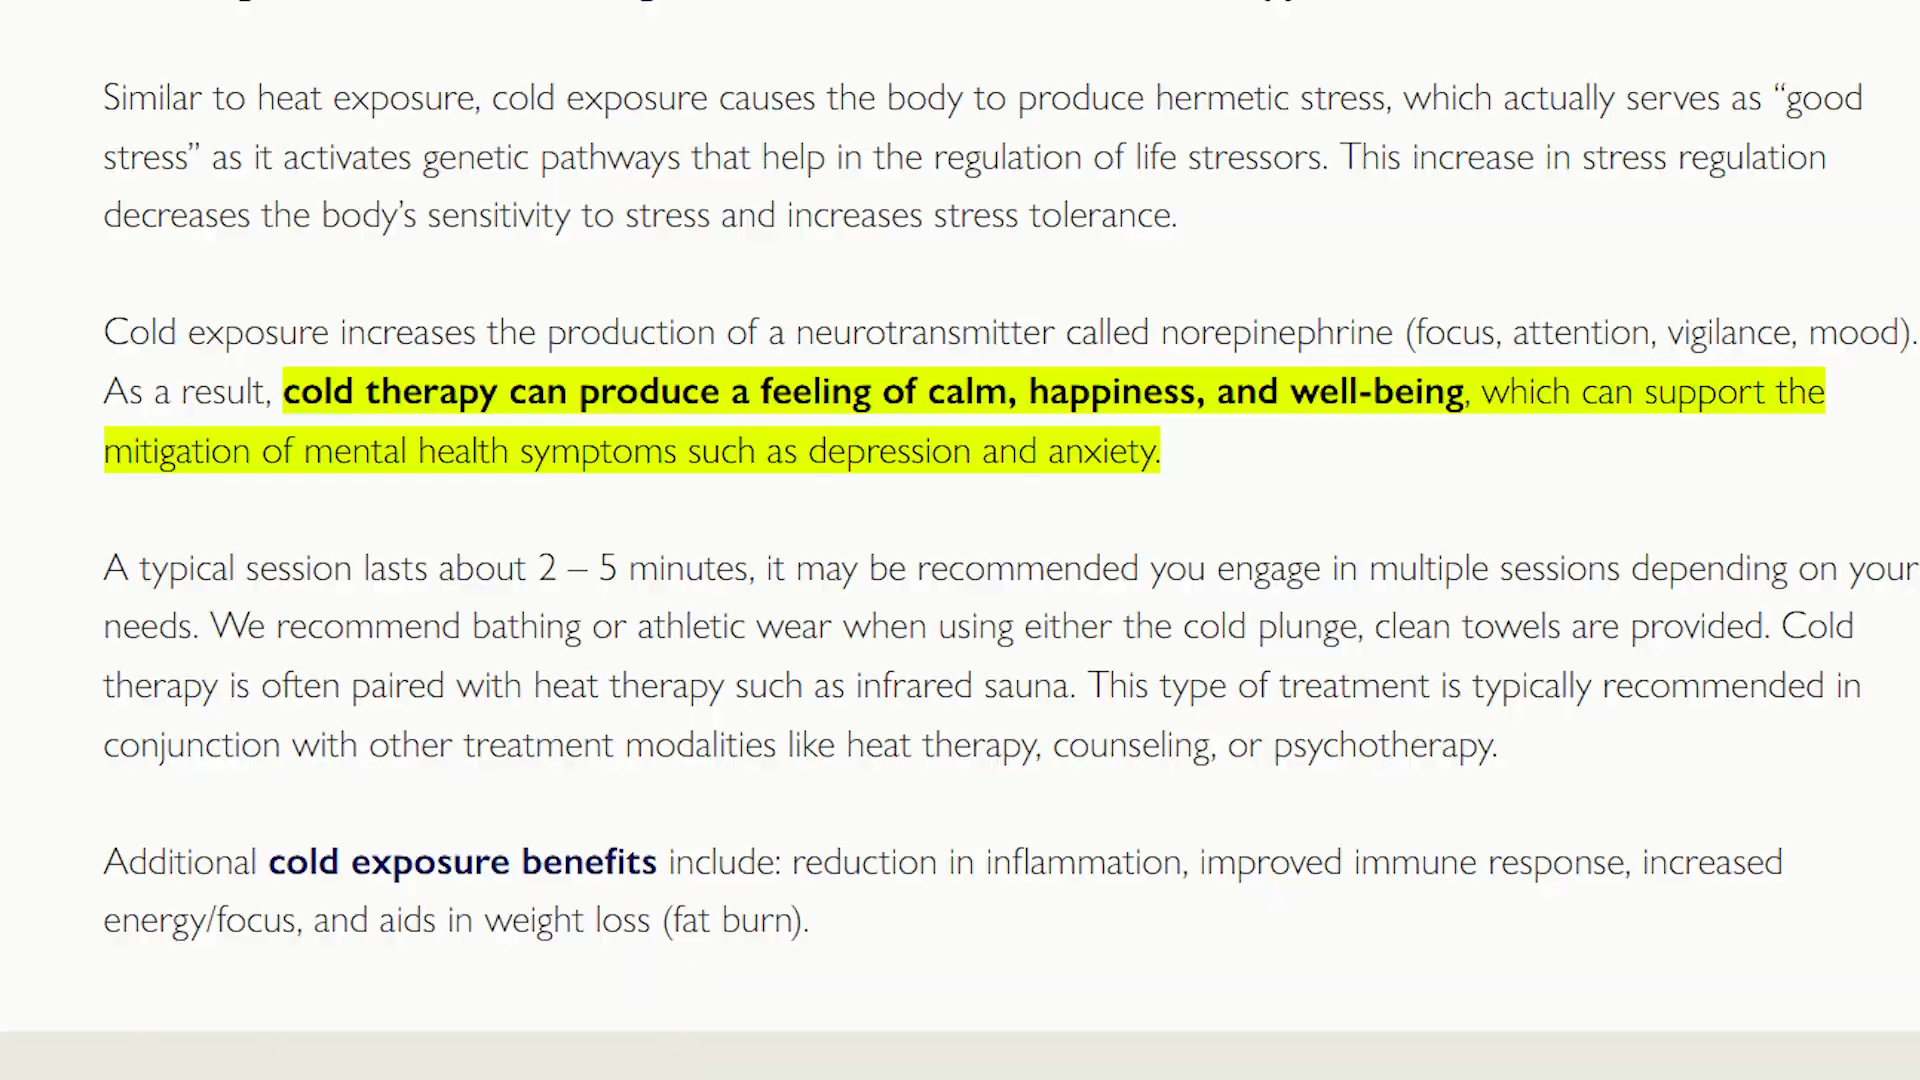 Similar to heat exposure, cold exposure causes the body to produce hermetic stress, which actually serves as “good
stress” as it activates genetic pathways that help in the regulation of life stressors. This increase in stress regulation
decreases the body’s sensitivity to stress and increases stress tolerance.
Cold exposure increases the production of a neurotransmitter called norepinephrine (focus, attention, vigilance, mood).
As a result, cold therapy can produce a feeling of calm, happiness, and well-being, which can support the
mitigation of mental health symptoms such as depression and anxiety.
A typical session lasts about 2 – 5 minutes, it may be recommended you engage in multiple sessions depending on your
needs. We recommend bathing or athletic wear when using either the cold plunge, clean towels are provided. Cold
therapy is often paired with heat therapy such as infrared sauna. This type of treatment is typically recommended in
conjunction with other treatment modalities like heat therapy, counseling, or psychotherapy.
Additional cold exposure benefits include: reduction in inflammation, improved immune response, increased
energy/focus, and aids in weight loss (fat burn).